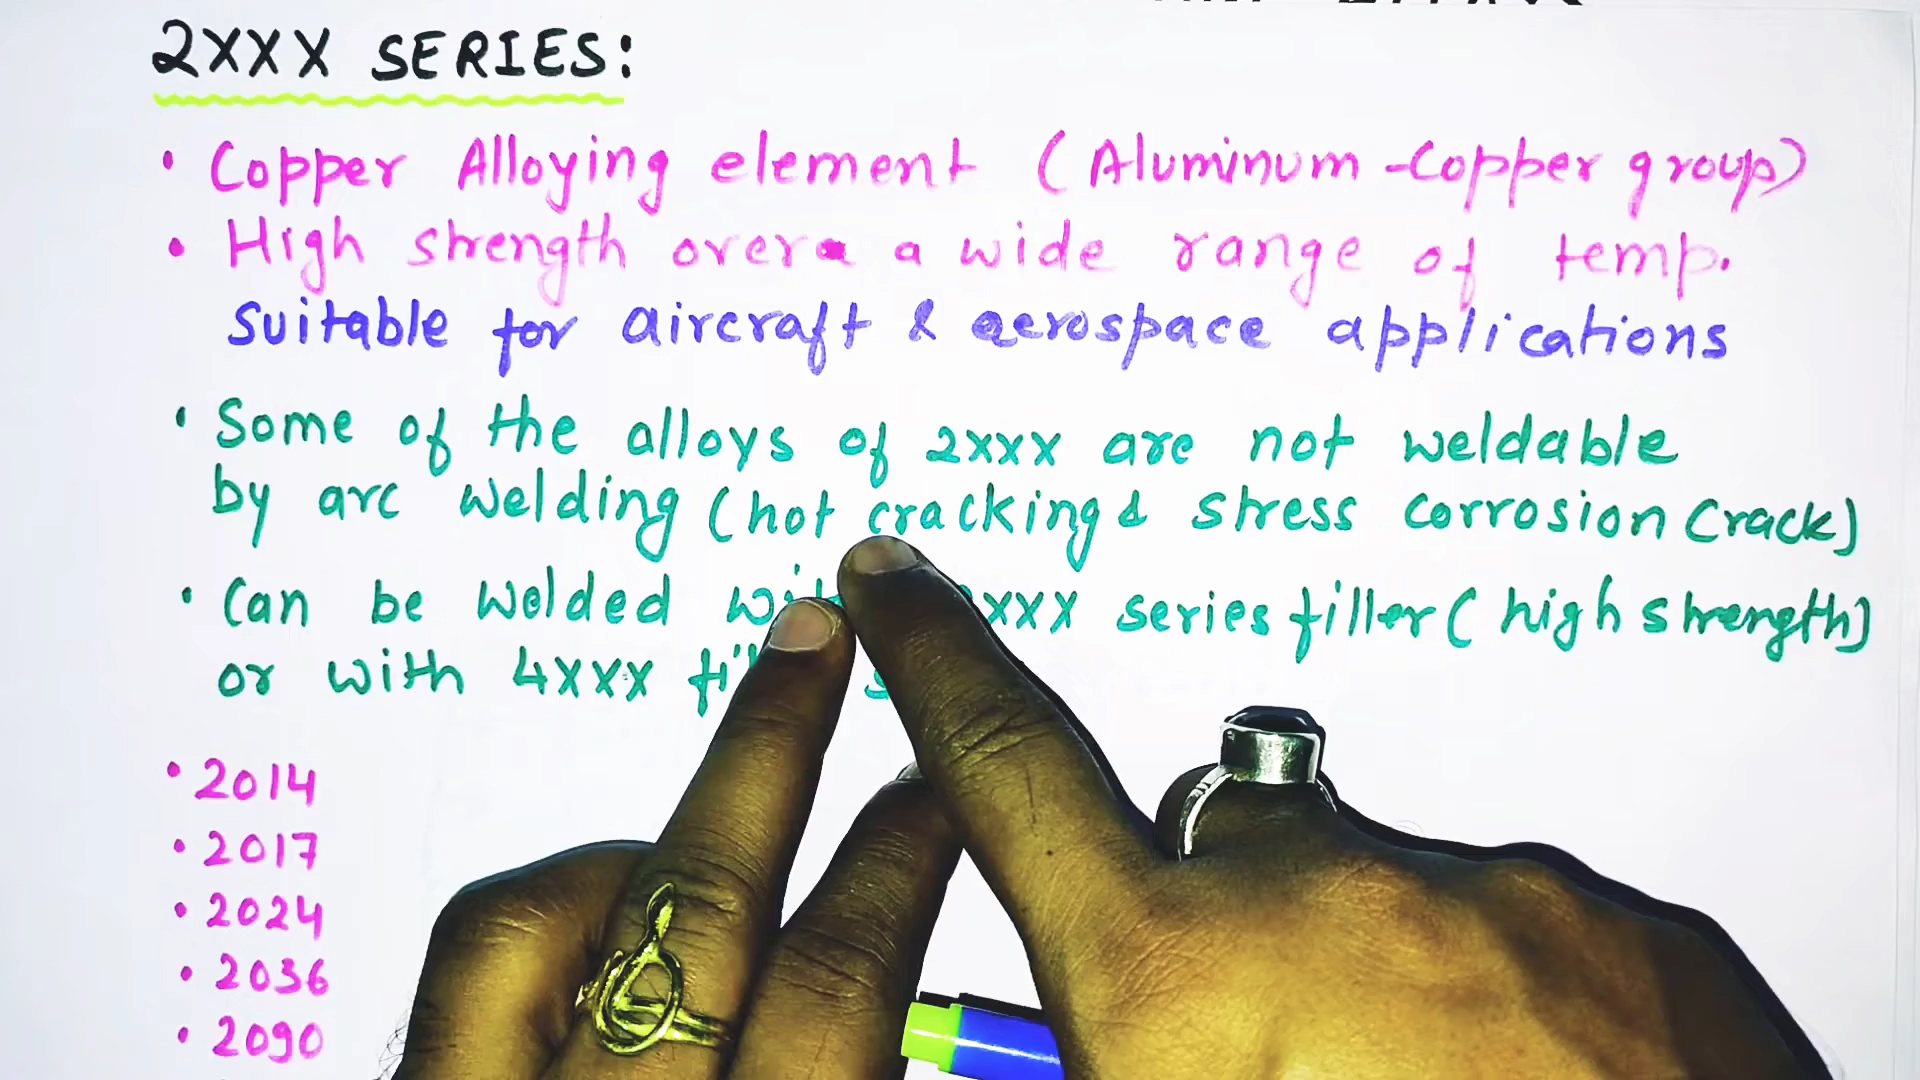 2XXX SERIES:
• Copper Alloying element (Aluminum-Copper group)
• High strength over a wide range of temp.
suitable for aircraft & aerospace applications
• Some of the alloys of 2xxx are not weldable
by arc welding (hot cracking & stress corrosion crack)
• Can be welded xxx series filler (high strength)
or with 4xxx
• 2014
• 2017
• 2024
• 2036
• 2090